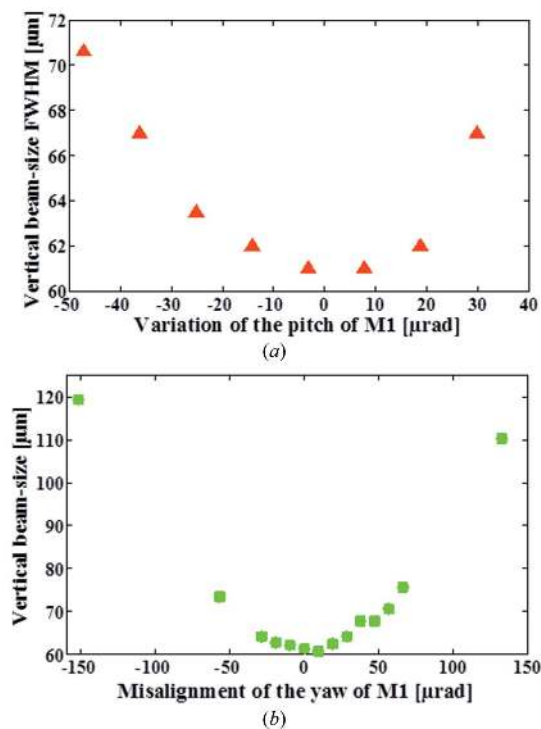 72
70
68
66
64
62
60
Vertical beam-size FWHM [µm]
-50 -40 -30 -20 -10 0 10 20 30 40
Variation of the pitch of M1 [µrad]
(a)
120
110
100
90
80
70
60
Vertical beam-size [µm]
-150 -100 -50 0 50 100 150
Misalignment of the yaw of M1 [µrad]
(b)